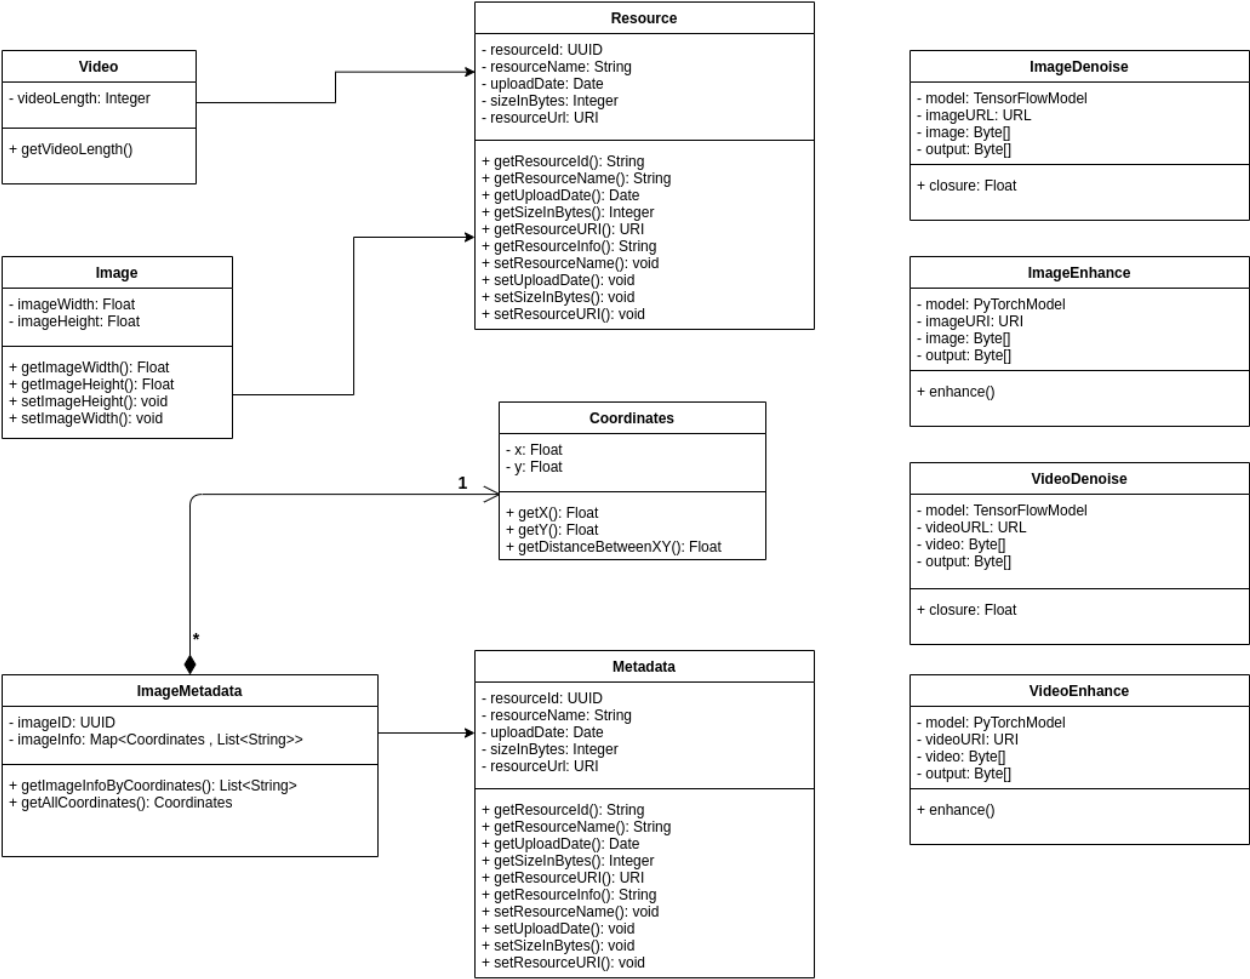 Video
- videoLength: Integer
+ getVideoLength()
Resource
- resourceId: UUID
- resourceName: String
- uploadDate: Date
- sizeInBytes: Integer
- resourceUrl: URI
+ getResourceId(): String
+ getResourceName(): String
+ getUploadDate(): Date
+ getSizeInBytes(): Integer
+ getResourceURI(): URI
+ getResourceInfo(): String
+ setResourceName(): void
+ setUploadDate(): void
+ setSizeInBytes(): void
+ setResourceURI(): void
ImageDenoise
- model: TensorFlowModel
- imageURL: URL
- image: Byte[]
- output: Byte[]
+ closure: Float
Image
- imageWidth: Float
- imageHeight: Float
+ getImageWidth(): Float
+ getImageHeight(): Float
+ setImageHeight(): void
+ setImageWidth(): void
ImageEnhance
- model: PyTorchModel
- imageURI: URI
- image: Byte[]
- output: Byte[]
+ enhance()
Coordinates
- x: Float
- y: Float
+ getX(): Float
+ getY(): Float
+ getDistanceBetweenXY(): Float
1
*
VideoDenoise
- model: TensorFlowModel
- videoURL: URL
- video: Byte[]
- output: Byte[]
+ closure: Float
ImageMetadata
- imageID: UUID
- imageInfo: Map<Coordinates , List<String>>
+ getImageInfoByCoordinates(): List<String>
+ getAllCoordinates(): Coordinates
Metadata
- resourceId: UUID
- resourceName: String
- uploadDate: Date
- sizeInBytes: Integer
- resourceUrl: URI
+ getResourceId(): String
+ getResourceName(): String
+ getUploadDate(): Date
+ getSizeInBytes(): Integer
+ getResourceURI(): URI
+ getResourceInfo(): String
+ setResourceName(): void
+ setUploadDate(): void
+ setSizeInBytes(): void
+ setResourceURI(): void
VideoEnhance
- model: PyTorchModel
- videoURI: URI
- video: Byte[]
- output: Byte[]
+ enhance()